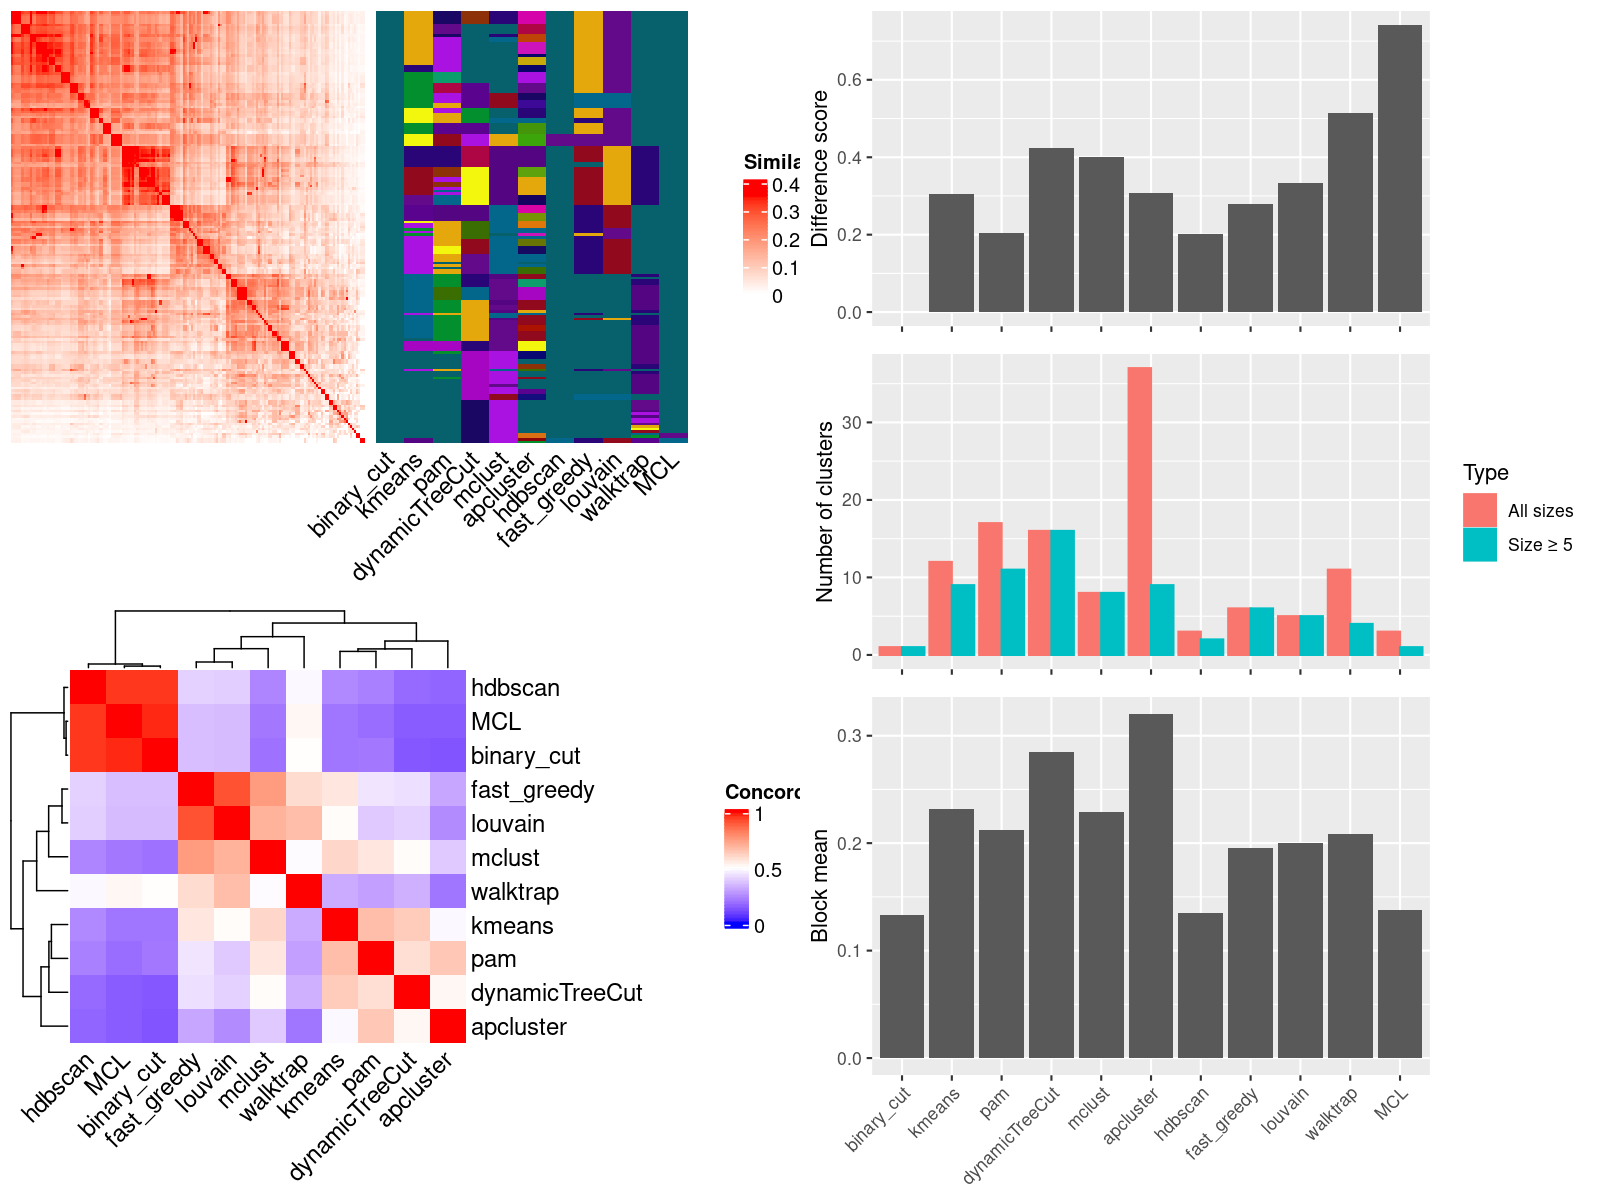 Simila
0.4
0.3
0.2
0.1
0
binary_cut
kmeans
pam
dynamicTreeCut
mclust
apcluster
hdbscan
fast_greedy
louvain
walktrap
MCL
hdbscan
MCL
binary_cut
fast_greedy
louvain
mclust
walktrap
kmeans
pam
dynamicTreeCut
apcluster
hdbscan
MCL
binary_cut
fast_greedy
louvain
mclust
walktrap
kmeans
pam
dynamicTreeCut
apcluster
Concord
1
0.5
0
Difference score
0.6
0.4
0.2
0.0
Number of clusters
30
20
10
0
Type
All sizes
Size ≥ 5
Block mean
0.3
0.2
0.1
0.0
binary_cut
kmeans
pam
dynamicTreeCut
mclust
apcluster
hdbscan
fast_greedy
louvain
walktrap
MCL